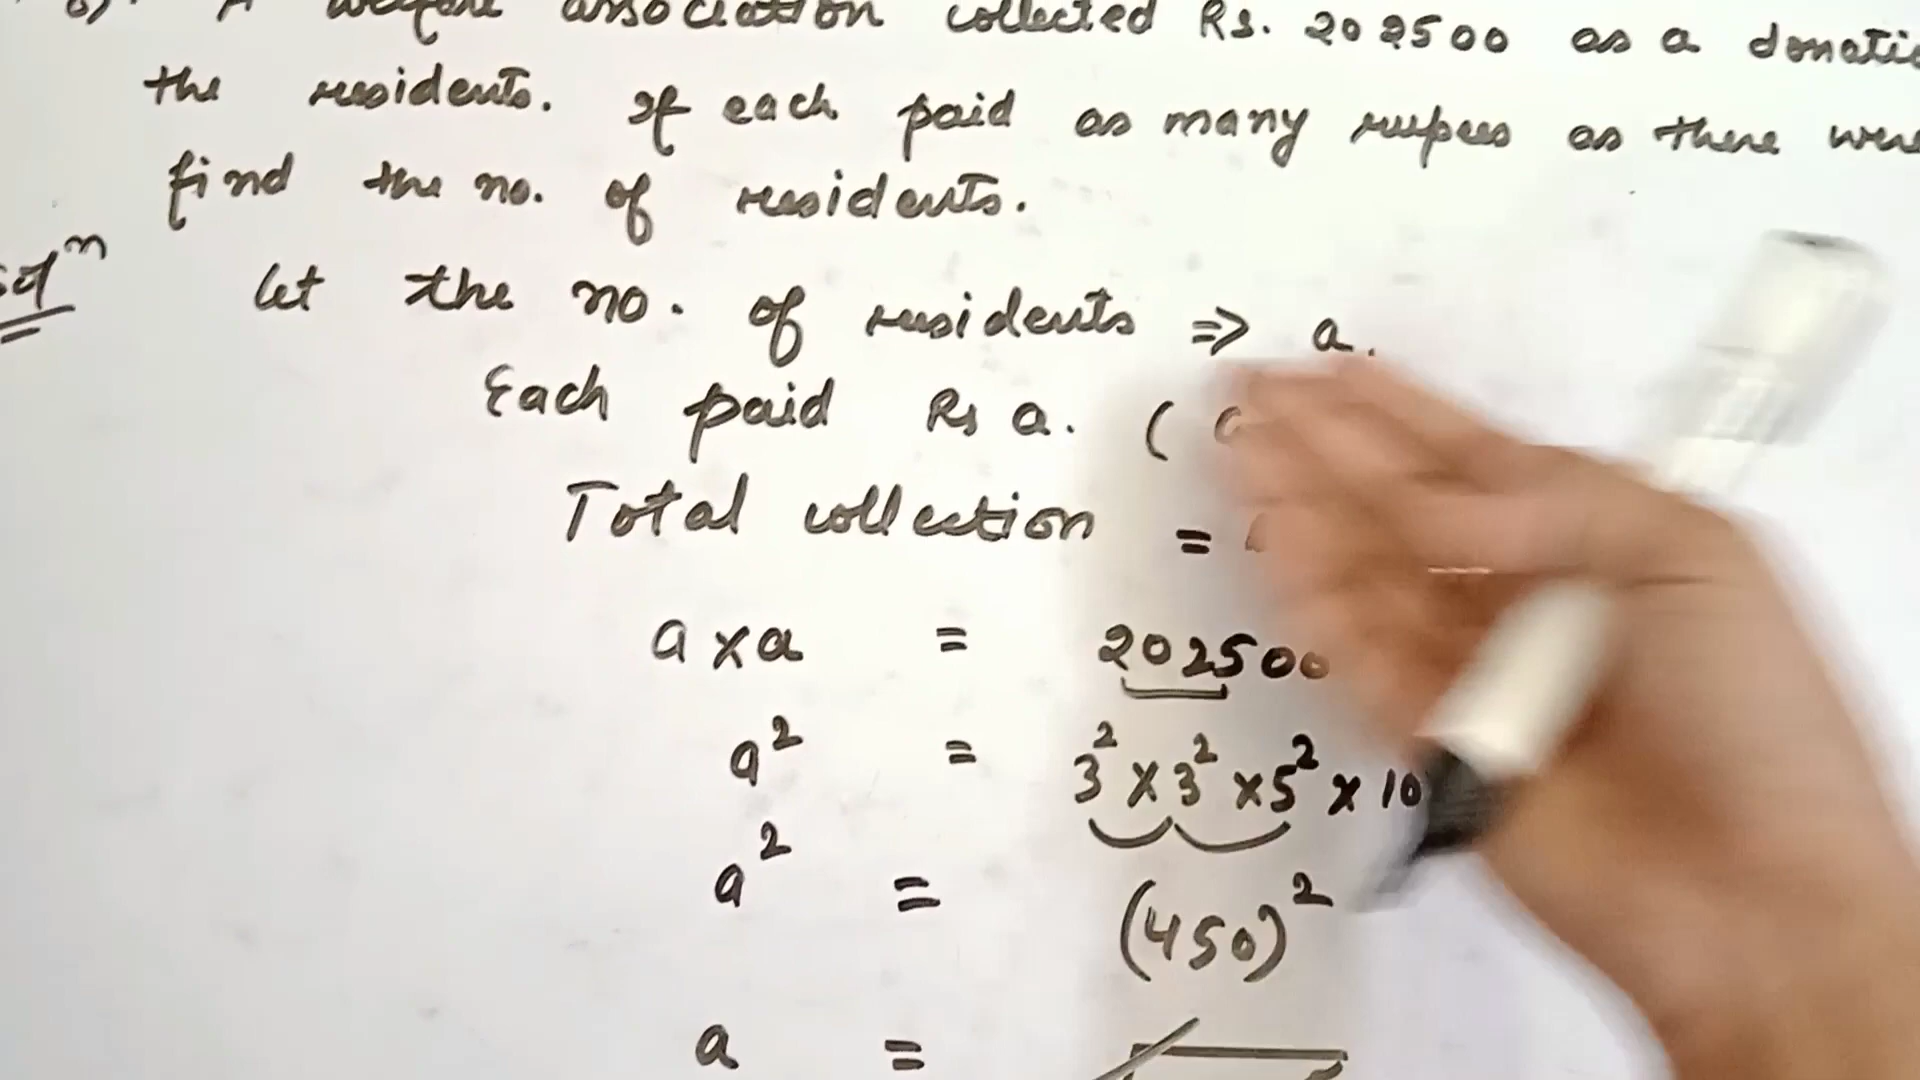 A welfare association collected Rs. 202500 as a
the residents. If each paid as many rupees as there were
find the no. of residents.
Soln
Let the no. of residents => a.
Each paid Rs a. (
Total collection =
a x a = 202500
a² = 3² x 3² x 5² x 10
a² = (450)²
a =